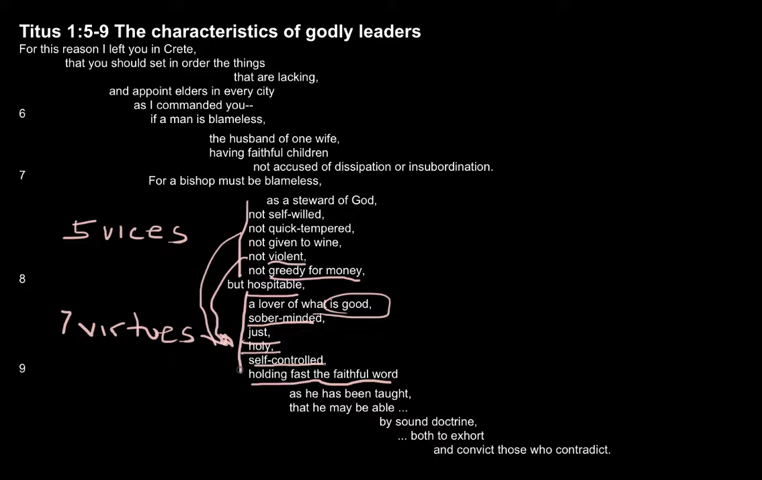 Titus 1:5-9 The characteristics of godly leaders
For this reason I left you in Crete,
that you should set in order the things
that are lacking,
and appoint elders in every city
as I commanded you--
6 if a man is blameless,
the husband of one wife,
having faithful children
not accused of dissipation or insubordination.
7 For a bishop must be blameless,
as a steward of God,
not self-willed,
not quick-tempered,
5 vices
not given to wine,
not violent,
not greedy for money,
8 but hospitable,
a lover of what is good,
sober-minded,
7 virtues
just,
holy,
self-controlled
9 holding fast the faithful word
as he has been taught,
that he may be able ...
by sound doctrine,
... both to exhort
and convict those who contradict.